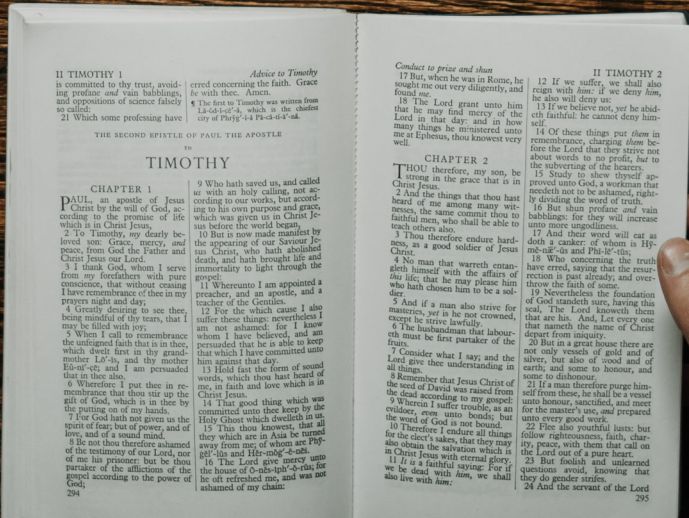 II TIMOTHY 1
Advice to Timothy
is committed to thy trust, avoid-
ing profane and vain babblings,
and oppositions of science falsely
so called:
21 Which some professing have
erred concerning the faith. Grace
be with thee. Amen.
¶ The first to Timothy was written from
Lā-ŏd-ĭ-çē´-å, which is the chiefest
city of Phrўġ´-ĭ-å Pā-cā-tĭ-ā´-nå.
THE SECOND EPISTLE OF PAUL THE APOSTLE
TO
TIMOTHY
CHAPTER 1
PAUL, an apostle of Jesus
Christ by the will of God, ac-
cording to the promise of life
which is in Christ Jesus,
2 To Timothy, my dearly be-
loved son: Grace, mercy, and
peace, from God the Father and
Christ Jesus our Lord.
3 I thank God, whom I serve
from my forefathers with pure
conscience, that without ceasing
I have remembrance of thee in my
prayers night and day;
4 Greatly desiring to see thee,
being mindful of thy tears, that I
may be filled with joy;
5 When I call to remembrance
the unfeigned faith that is in thee,
which dwelt first in thy grand-
mother Lō´-ĭs, and thy mother
Eū-nī´-çē; and I am persuaded
that in thee also.
6 Wherefore I put thee in re-
membrance that thou stir up the
gift of God, which is in thee by
the putting on of my hands.
7 For God hath not given us the
spirit of fear; but of power, and of
love, and of a sound mind.
8 Be not thou therefore ashamed
of the testimony of our Lord, nor
of me his prisoner: but be thou
partaker of the afflictions of the
gospel according to the power of
God;
294
9 Who hath saved us, and called
us with an holy calling, not ac-
cording to our works, but accord-
ing to his own purpose and grace,
which was given us in Christ Je-
sus before the world began,
10 But is now made manifest by
the appearing of our Saviour Je-
sus Christ, who hath abolished
death, and hath brought life and
immortality to light through the
gospel:
11 Whereunto I am appointed a
preacher, and an apostle, and a
teacher of the Gentiles.
12 For the which cause I also
suffer these things: nevertheless I
am not ashamed: for I know
whom I have believed, and am
persuaded that he is able to keep
that which I have committed unto
him against that day.
13 Hold fast the form of sound
words, which thou hast heard of
me, in faith and love which is in
Christ Jesus.
14 That good thing which was
committed unto thee keep by the
Holy Ghost which dwelleth in us.
15 This thou knowest, that all
they which are in Asia be turned
away from me; of whom are Phў-
ġĕl´-lŭs and Hĕr-mŏġ´-ē-nēs.
16 The Lord give mercy unto
the house of Ŏ-nĕs-ĭph´-ō-rŭs; for
he oft refreshed me, and was not
ashamed of my chain:
Conduct to prize and shun
II TIMOTHY 2
17 But, when he was in Rome, he
sought me out very diligently, and
found me.
18 The Lord grant unto him
that he may find mercy of the
Lord in that day: and in how
many things he ministered unto
me at Ephesus, thou knowest very
well.
CHAPTER 2
THOU therefore, my son, be
strong in the grace that is in
Christ Jesus.
2 And the things that thou hast
heard of me among many wit-
nesses, the same commit thou to
faithful men, who shall be able to
teach others also.
3 Thou therefore endure hard-
ness, as a good soldier of Jesus
Christ.
4 No man that warreth entan-
gleth himself with the affairs of
this life; that he may please him
who hath chosen him to be a sol-
dier.
5 And if a man also strive for
masteries, yet is he not crowned,
except he strive lawfully.
6 The husbandman that labour-
eth must be first partaker of the
fruits.
7 Consider what I say; and the
Lord give thee understanding in
all things.
8 Remember that Jesus Christ of
the seed of David was raised from
the dead according to my gospel:
9 Wherein I suffer trouble, as an
evildoer, even unto bonds; but
the word of God is not bound.
10 Therefore I endure all things
for the elect's sakes, that they may
also obtain the salvation which is
in Christ Jesus with eternal glory.
11 It is a faithful saying: For if
we be dead with him, we shall
also live with him:
12 If we suffer, we shall also
reign with him: if we deny him,
he also will deny us:
13 If we believe not, yet he abid-
eth faithful: he cannot deny him-
self.
14 Of these things put them in
remembrance, charging them be-
fore the Lord that they strive not
about words to no profit, but to
the subverting of the hearers.
15 Study to shew thyself ap-
proved unto God, a workman that
needeth not to be ashamed, right-
ly dividing the word of truth.
16 But shun profane and vain
babblings: for they will increase
unto more ungodliness.
17 And their word will eat as
doth a canker: of whom is Hў-
mē-næ´-ŭs and Phĭ-lē´-tŭs;
18 Who concerning the truth
have erred, saying that the resur-
rection is past already; and over-
throw the faith of some.
19 Nevertheless the foundation
of God standeth sure, having this
seal, The Lord knoweth them
that are his. And, Let every one
that nameth the name of Christ
depart from iniquity.
20 But in a great house there are
not only vessels of gold and of
silver, but also of wood and of
earth; and some to honour, and
some to dishonour.
21 If a man therefore purge him-
self from these, he shall be a vessel
unto honour, sanctified, and meet
for the master's use, and prepared
unto every good work.
22 Flee also youthful lusts: but
follow righteousness, faith, char-
ity, peace, with them that call on
the Lord out of a pure heart.
23 But foolish and unlearned
questions avoid, knowing that
they do gender strifes.
24 And the servant of the Lord
295